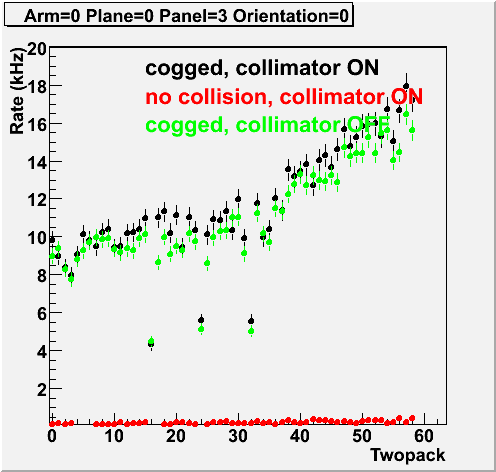 Arm=0 Plane=0 Panel=3 Orientation=0
Rate (kHz)
cogged, collimator ON
no collision, collimator ON
cogged, collimator OFF
20
18
16
14
12
10
8
6
4
2
0 10 20 30 40 50 60
Twopack